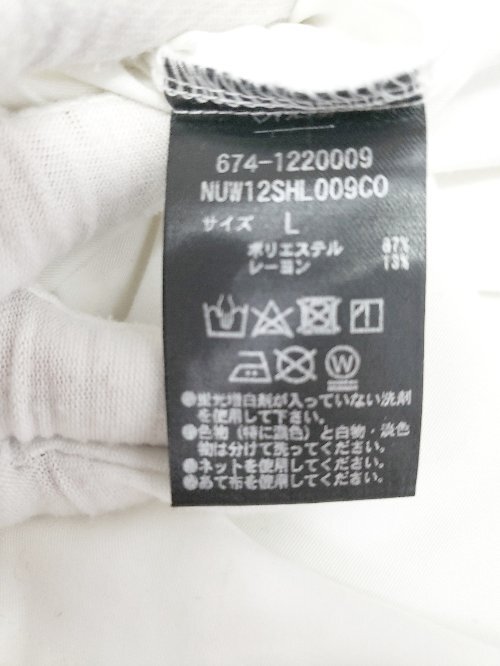 674-1220009
NUW12SHL009CO
サイズ L
ポリエステル 87%
レーヨン 13%
W
●蛍光増白剤が入っていない洗剤
を使用して下さい。
●色物（特に濃色）と白物・淡色
物は分けて洗ってください。
●ネットを使用してください。
●あて布を使用してください。